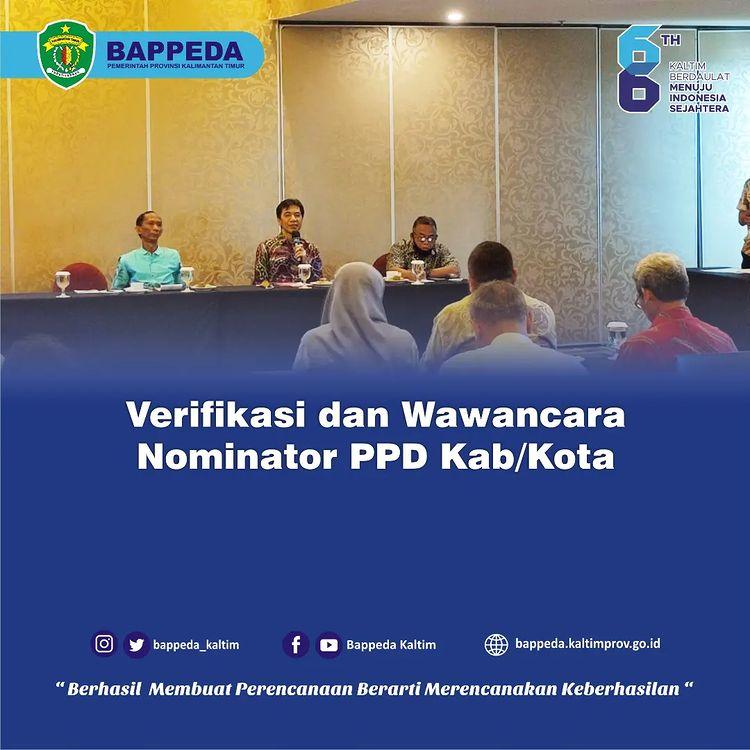 BAPPEDA
PEMERINTAH PROVINSI KALIMANTAN TIMUR
66TH
KALTIM
BERDAULAT
MENUJU
INDONESIA
SEJAHTERA
Verifikasi dan Wawancara
Nominator PPD Kab/Kota
bappeda_kaltim
Bappeda Kaltim
bappeda.kaltimprov.go.id
“ Berhasil Membuat Perencanaan Berarti Merencanakan Keberhasilan “